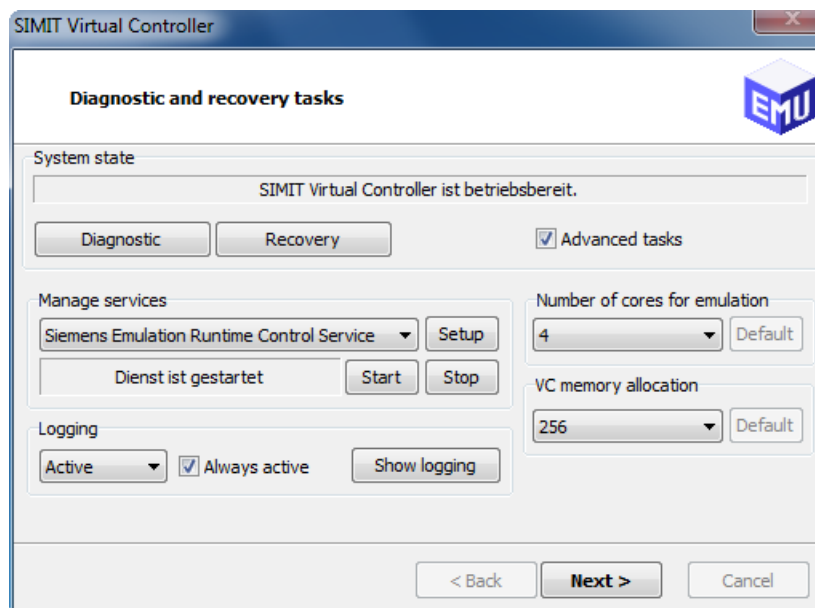 SIMIT Virtual Controller
Diagnostic and recovery tasks
EMU
System state
SIMIT Virtual Controller ist betriebsbereit.
Diagnostic Recovery Advanced tasks
Manage services
Siemens Emulation Runtime Control Service Setup
Dienst ist gestartet Start Stop
Logging
Active Always active Show logging
Number of cores for emulation
4 Default
VC memory allocation
256 Default
< Back Next > Cancel